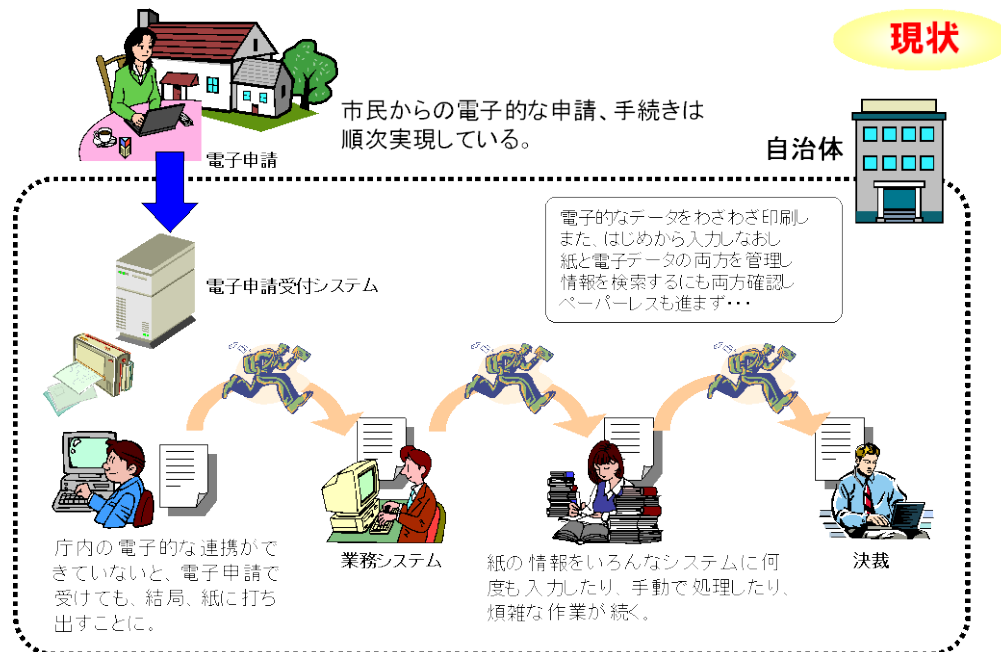 現状
市民からの電子的な申請、手続きは
順次実現している。
自治体
電子申請
電子的なデータをわざわざ印刷し
また、はじめから入力しなおし
紙と電子データの両方を管理し
情報を検索するにも両方確認し
ペーパーレスも進まず・・・
電子申請受付システム
庁内の電子的な連携がで
きていないと、電子申請で
受けても、結局、紙に打ち
出すことに。
業務システム
紙の情報をいろんなシステムに何
度も入力したり、手動で処理したり、
煩雑な作業が続く。
決裁